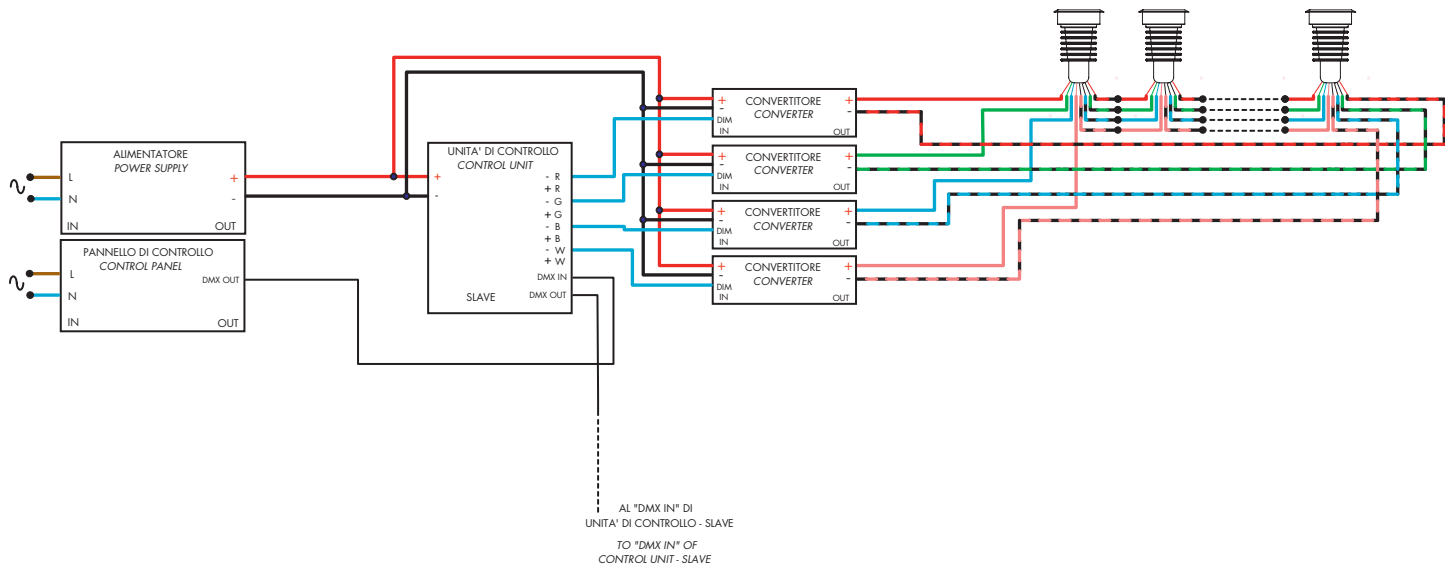 ALIMENTATORE
POWER SUPPLY
L
+
N
-
IN
OUT
PANNELLO DI CONTROLLO
CONTROL PANEL
L
DMX OUT
N
IN
OUT
UNITA' DI CONTROLLO
CONTROL UNIT
+
-
- R
+ R
- G
+ G
- B
+ B
- W
+ W
DMX IN
SLAVE
DMX OUT
CONVERTITORE
CONVERTER
+
-
DIM
IN
+
-
OUT
CONVERTITORE
CONVERTER
+
-
DIM
IN
+
-
OUT
CONVERTITORE
CONVERTER
+
-
DIM
IN
+
-
OUT
CONVERTITORE
CONVERTER
+
-
DIM
IN
+
-
OUT
AL "DMX IN" DI
UNITA' DI CONTROLLO - SLAVE
TO "DMX IN" OF
CONTROL UNIT - SLAVE